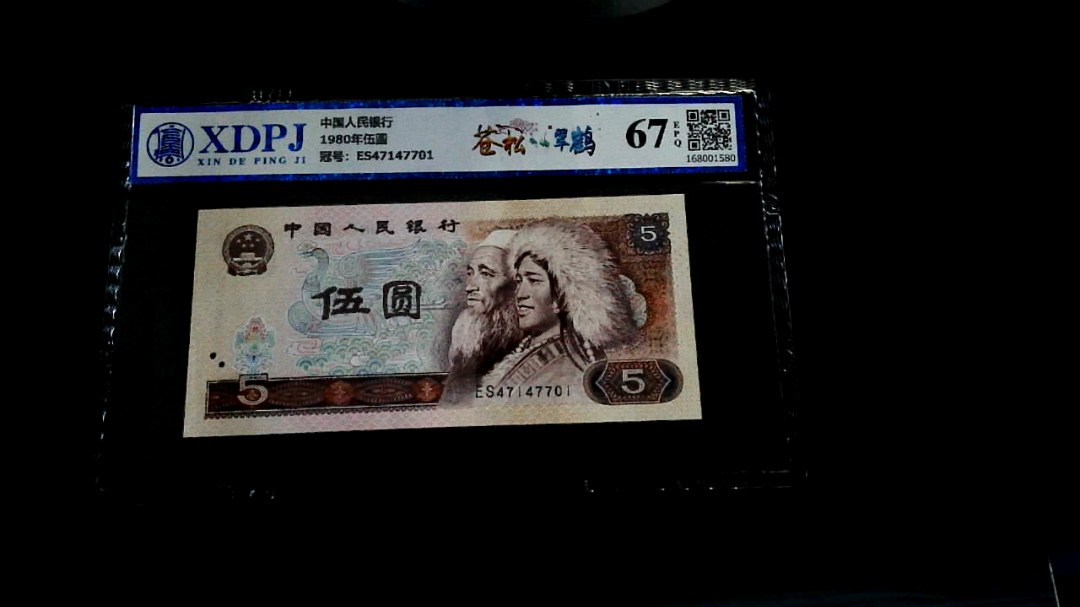 XDPJ
XIN DE PING JI
中国人民银行
1980年伍圆
冠号：ES47147701
苍松翠鹤
67
EPQ
168001580
中国人民银行
5
伍圆
5
ES47147701
5